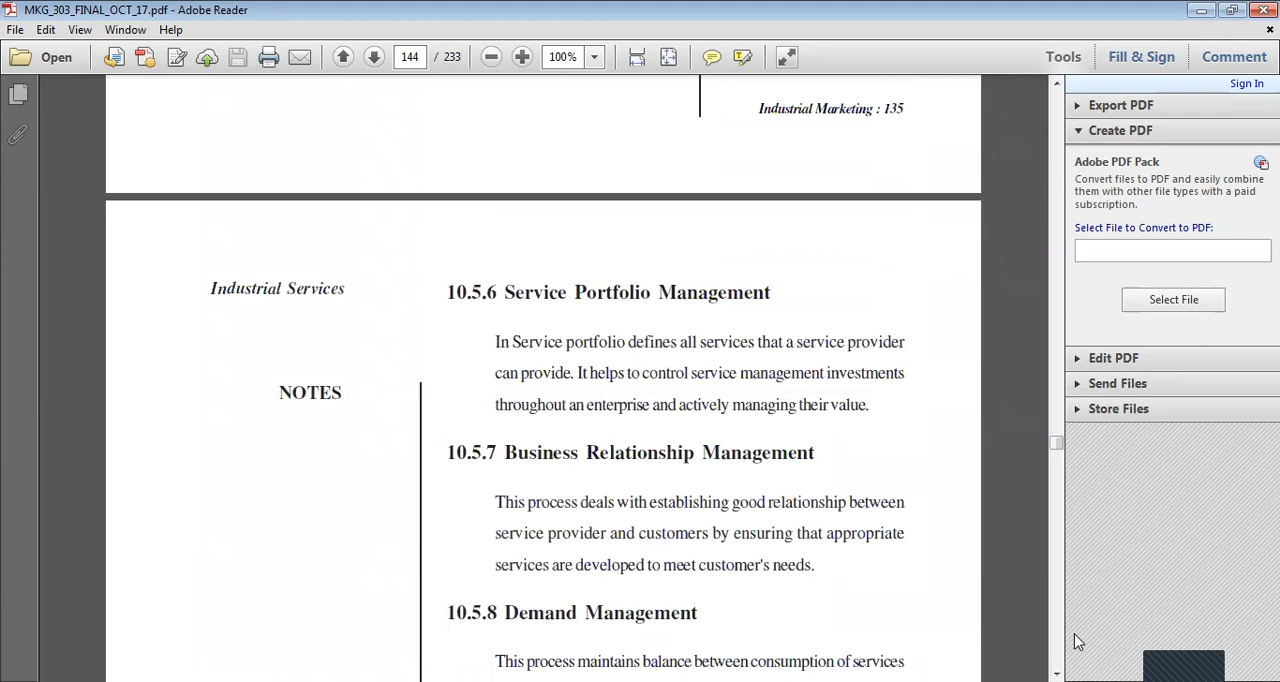 MKG_303_FINAL_OCT_17.pdf - Adobe Reader
File Edit View Window Help
Open 144 / 233 100% Tools Fill & Sign Comment
Sign In
Export PDF
Create PDF
Adobe PDF Pack
Convert files to PDF and easily combine
them with other file types with a paid
subscription.
Select File to Convert to PDF:
Select File
Edit PDF
Send Files
Store Files
Industrial Marketing : 135
Industrial Services
NOTES
10.5.6 Service Portfolio Management
In Service portfolio defines all services that a service provider
can provide. It helps to control service management investments
throughout an enterprise and actively managing their value.
10.5.7 Business Relationship Management
This process deals with establishing good relationship between
service provider and customers by ensuring that appropriate
services are developed to meet customer's needs.
10.5.8 Demand Management
This process maintains balance between consumption of services